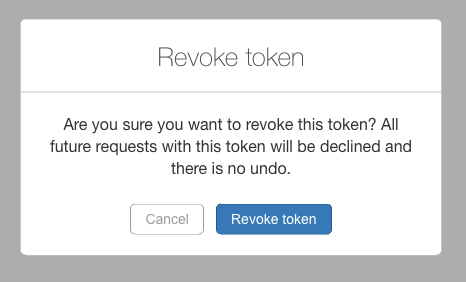 Revoke token
Are you sure you want to revoke this token? All
future requests with this token will be declined and
there is no undo.
Cancel
Revoke token